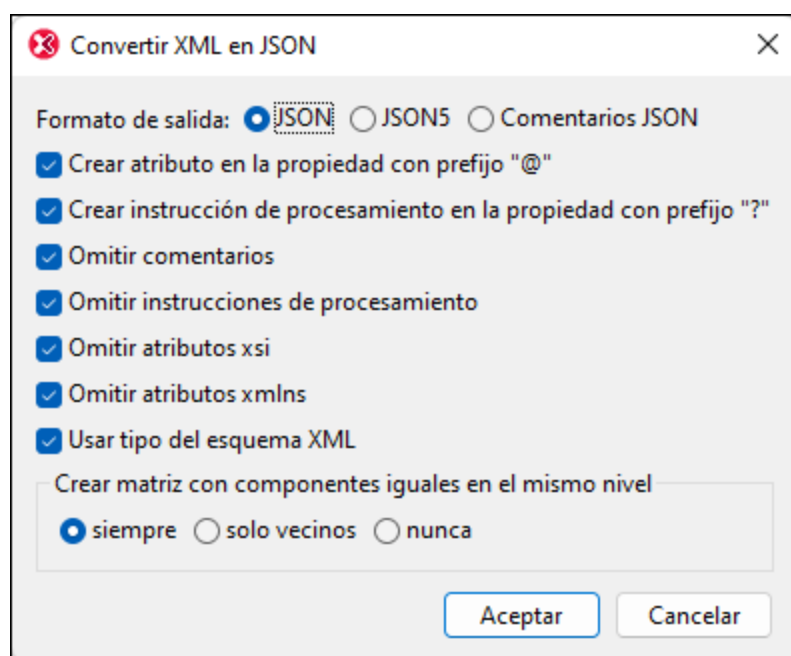 Convertir XML en JSON
Formato de salida: JSON JSON5 Comentarios JSON
Crear atributo en la propiedad con prefijo "@"
Crear instrucción de procesamiento en la propiedad con prefijo "?"
Omitir comentarios
Omitir instrucciones de procesamiento
Omitir atributos xsi
Omitir atributos xmlns
Usar tipo del esquema XML
Crear matriz con componentes iguales en el mismo nivel
siempre solo vecinos nunca
Aceptar Cancelar